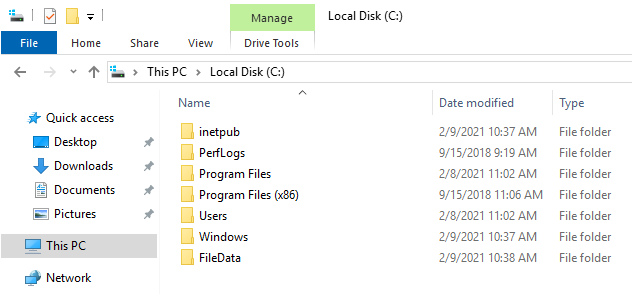 Manage Local Disk (C:)
File Drive Tools
This PC > Local Disk (C:)
Name Date modified Type
Quick access
Desktop
Downloads
Documents
Pictures
This PC
Network
inetpub 2/9/2021 10:37 AM File folder
PerfLogs 9/15/2018 9:19 AM File folder
Program Files 2/8/2021 11:02 AM File folder
Program Files (x86) 9/15/2018 11:06 AM File folder
Users 2/8/2021 11:02 AM File folder
Windows 2/9/2021 10:37 AM File folder
FileData 2/9/2021 10:38 AM File folder